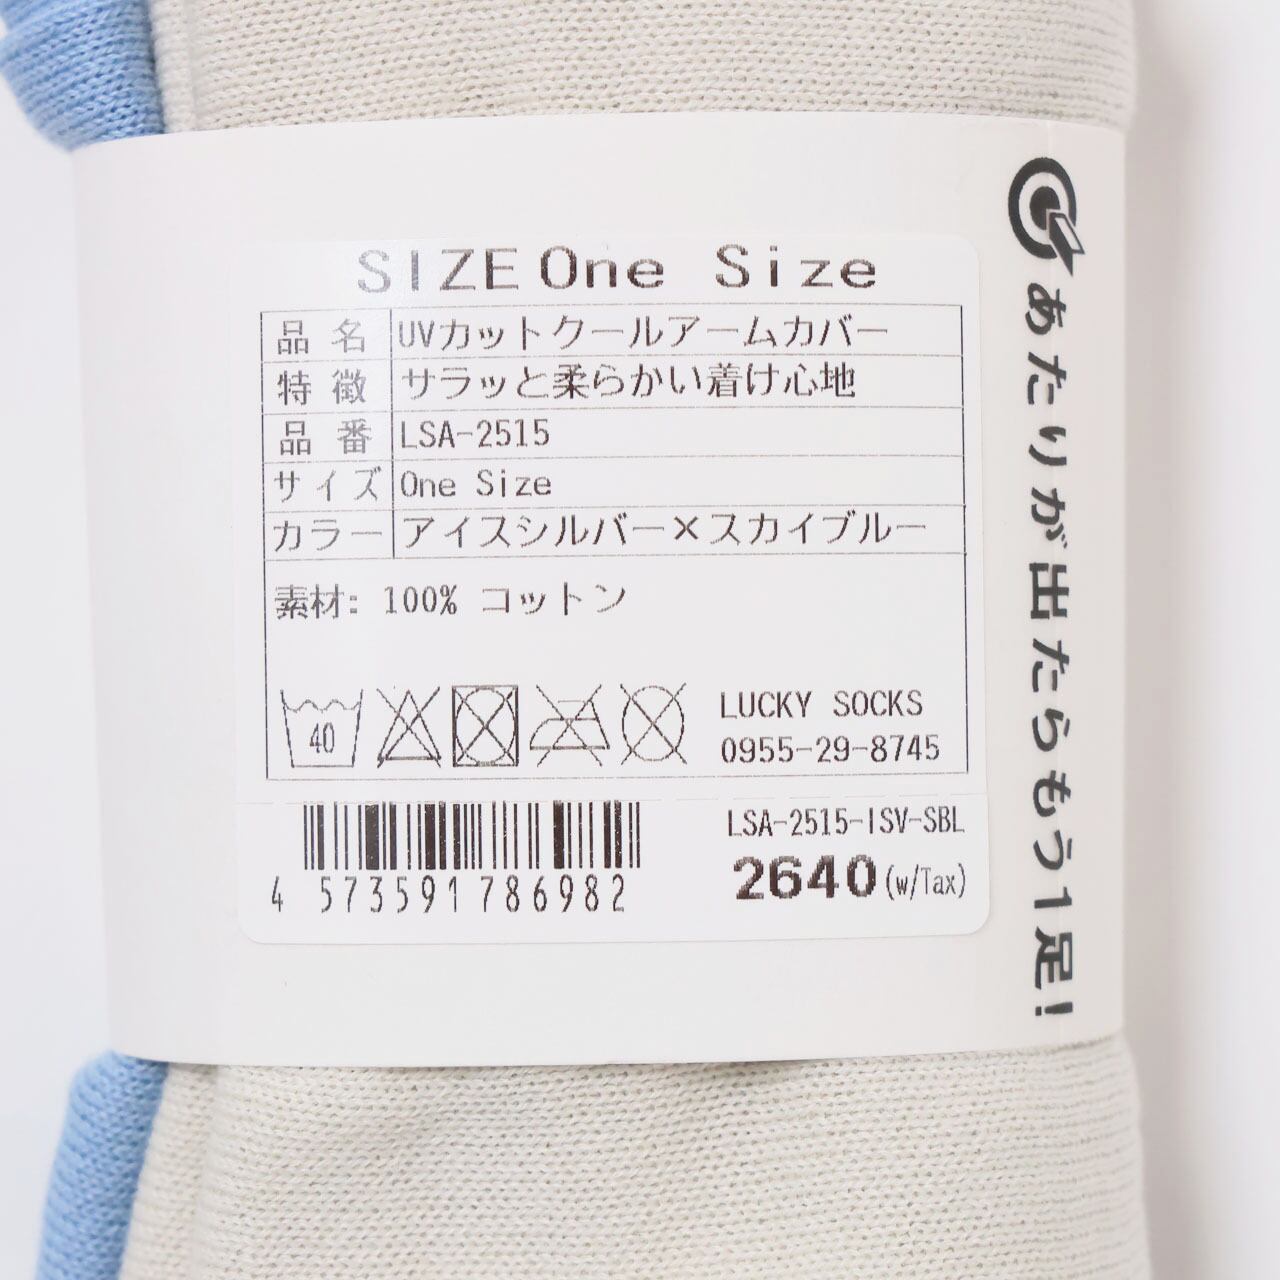 SIZE One Size
品 名 UVカットクールアームカバー
特 徴 サラッと柔らかい着け心地
品 番 LSA-2515
サイズ One Size
カラー アイスシルバー×スカイブルー
素材: 100% コットン
40
LUCKY SOCKS
0955-29-8745
4 573591 786982
LSA-2515-ISV-SBL
2640(w/Tax)
あたりが出たらもう1足!